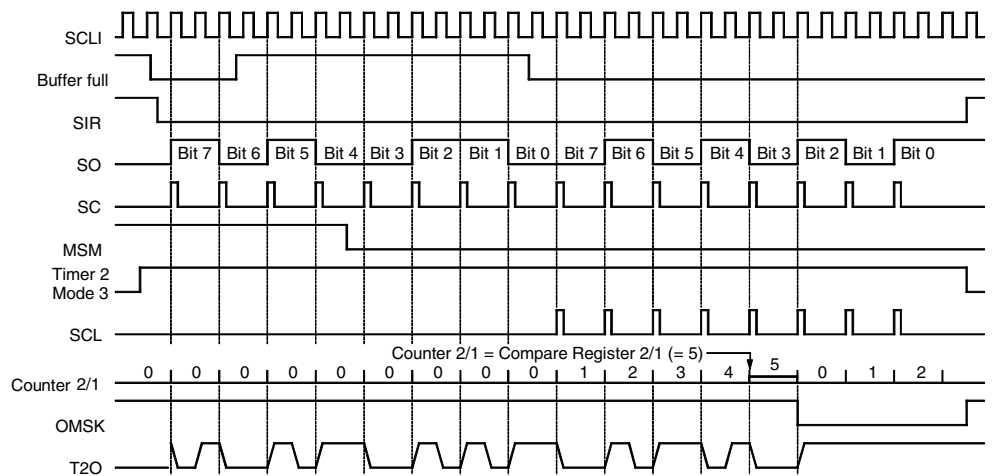 SCLI
Buffer full
SIR
SO Bit 7 Bit 6 Bit 5 Bit 4 Bit 3 Bit 2 Bit 1 Bit 0 Bit 7 Bit 6 Bit 5 Bit 4 Bit 3 Bit 2 Bit 1 Bit 0
SC
MSM
Timer 2
Mode 3
SCL
Counter 2/1 = Compare Register 2/1 (= 5)
Counter 2/1 0 0 0 0 0 0 0 0 0 1 2 3 4 5 0 1 2
OMSK
T2O